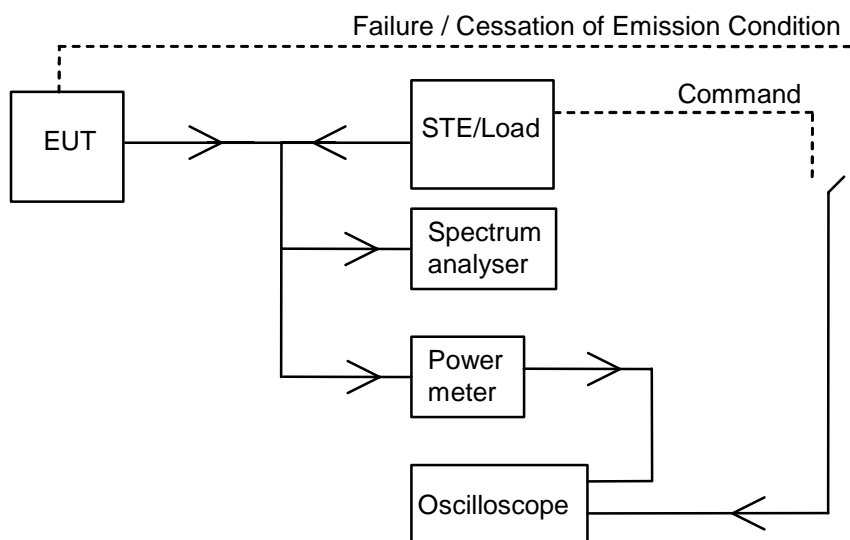 Failure / Cessation of Emission Condition
EUT
STE/Load
Command
Spectrum
analyser
Power
meter
Oscilloscope